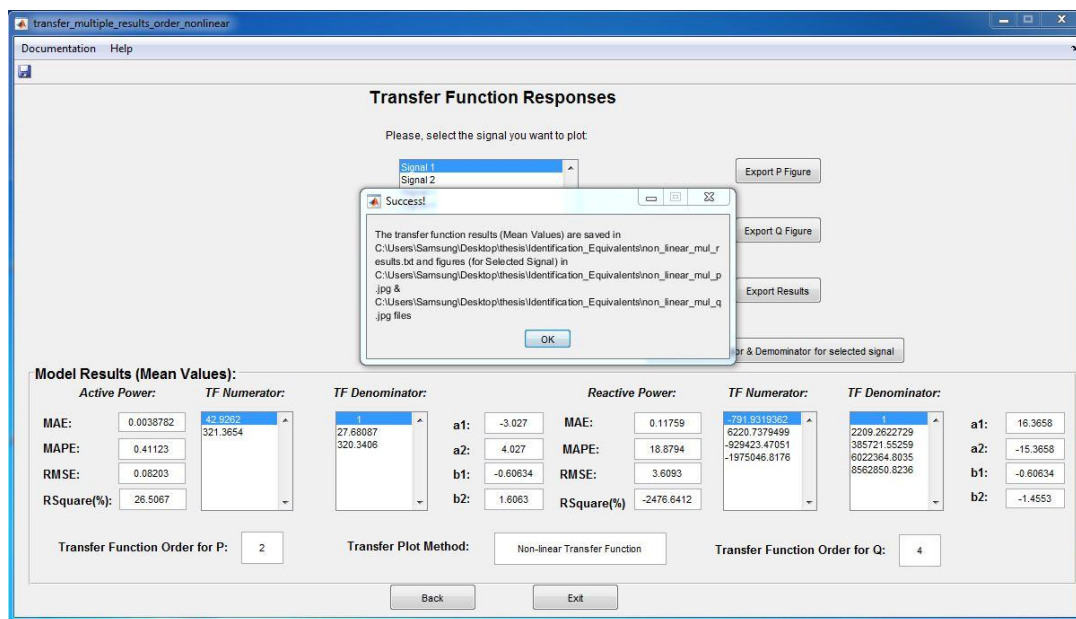 transfer_multiple_results_order_nonlinear
Documentation Help
Transfer Function Responses
Please, select the signal you want to plot:
Signal 1
Signal 2
Export P Figure
Export Q Figure
Export Results
& Demominator for selected signal
Success!
The transfer function results (Mean Values) are saved in
C:\Users\Samsung\Desktop\thesis\Identification_Equivalents\non_linear_mul_r
esults.txt and figures (for Selected Signal) in
C:\Users\Samsung\Desktop\thesis\Identification_Equivalents\non_linear_mul_p
.jpg &
C:\Users\Samsung\Desktop\thesis\Identification_Equivalents\non_linear_mul_q
.jpg files
OK
Model Results (Mean Values):
Active Power: TF Numerator: TF Denominator: Reactive Power: TF Numerator: TF Denominator:
MAE: 0.0038782
MAPE: 0.41123
RMSE: 0.08203
RSquare(%): 26.5067
42.9262
321.3654
1
27.68087
320.3406
a1: -3.027
a2: 4.027
b1: -0.60634
b2: 1.6063
MAE: 0.11759
MAPE: 18.8794
RMSE: 3.6093
RSquare(%) -2476.6412
-791.9319362
6220.7379499
-929423.47051
-1975046.8176
1
2209.2622729
385721.55259
6022364.8035
8562850.8236
a1: 16.3658
a2: -15.3658
b1: -0.60634
b2: -1.4553
Transfer Function Order for P: 2
Transfer Plot Method: Non-linear Transfer Function
Transfer Function Order for Q: 4
Back
Exit